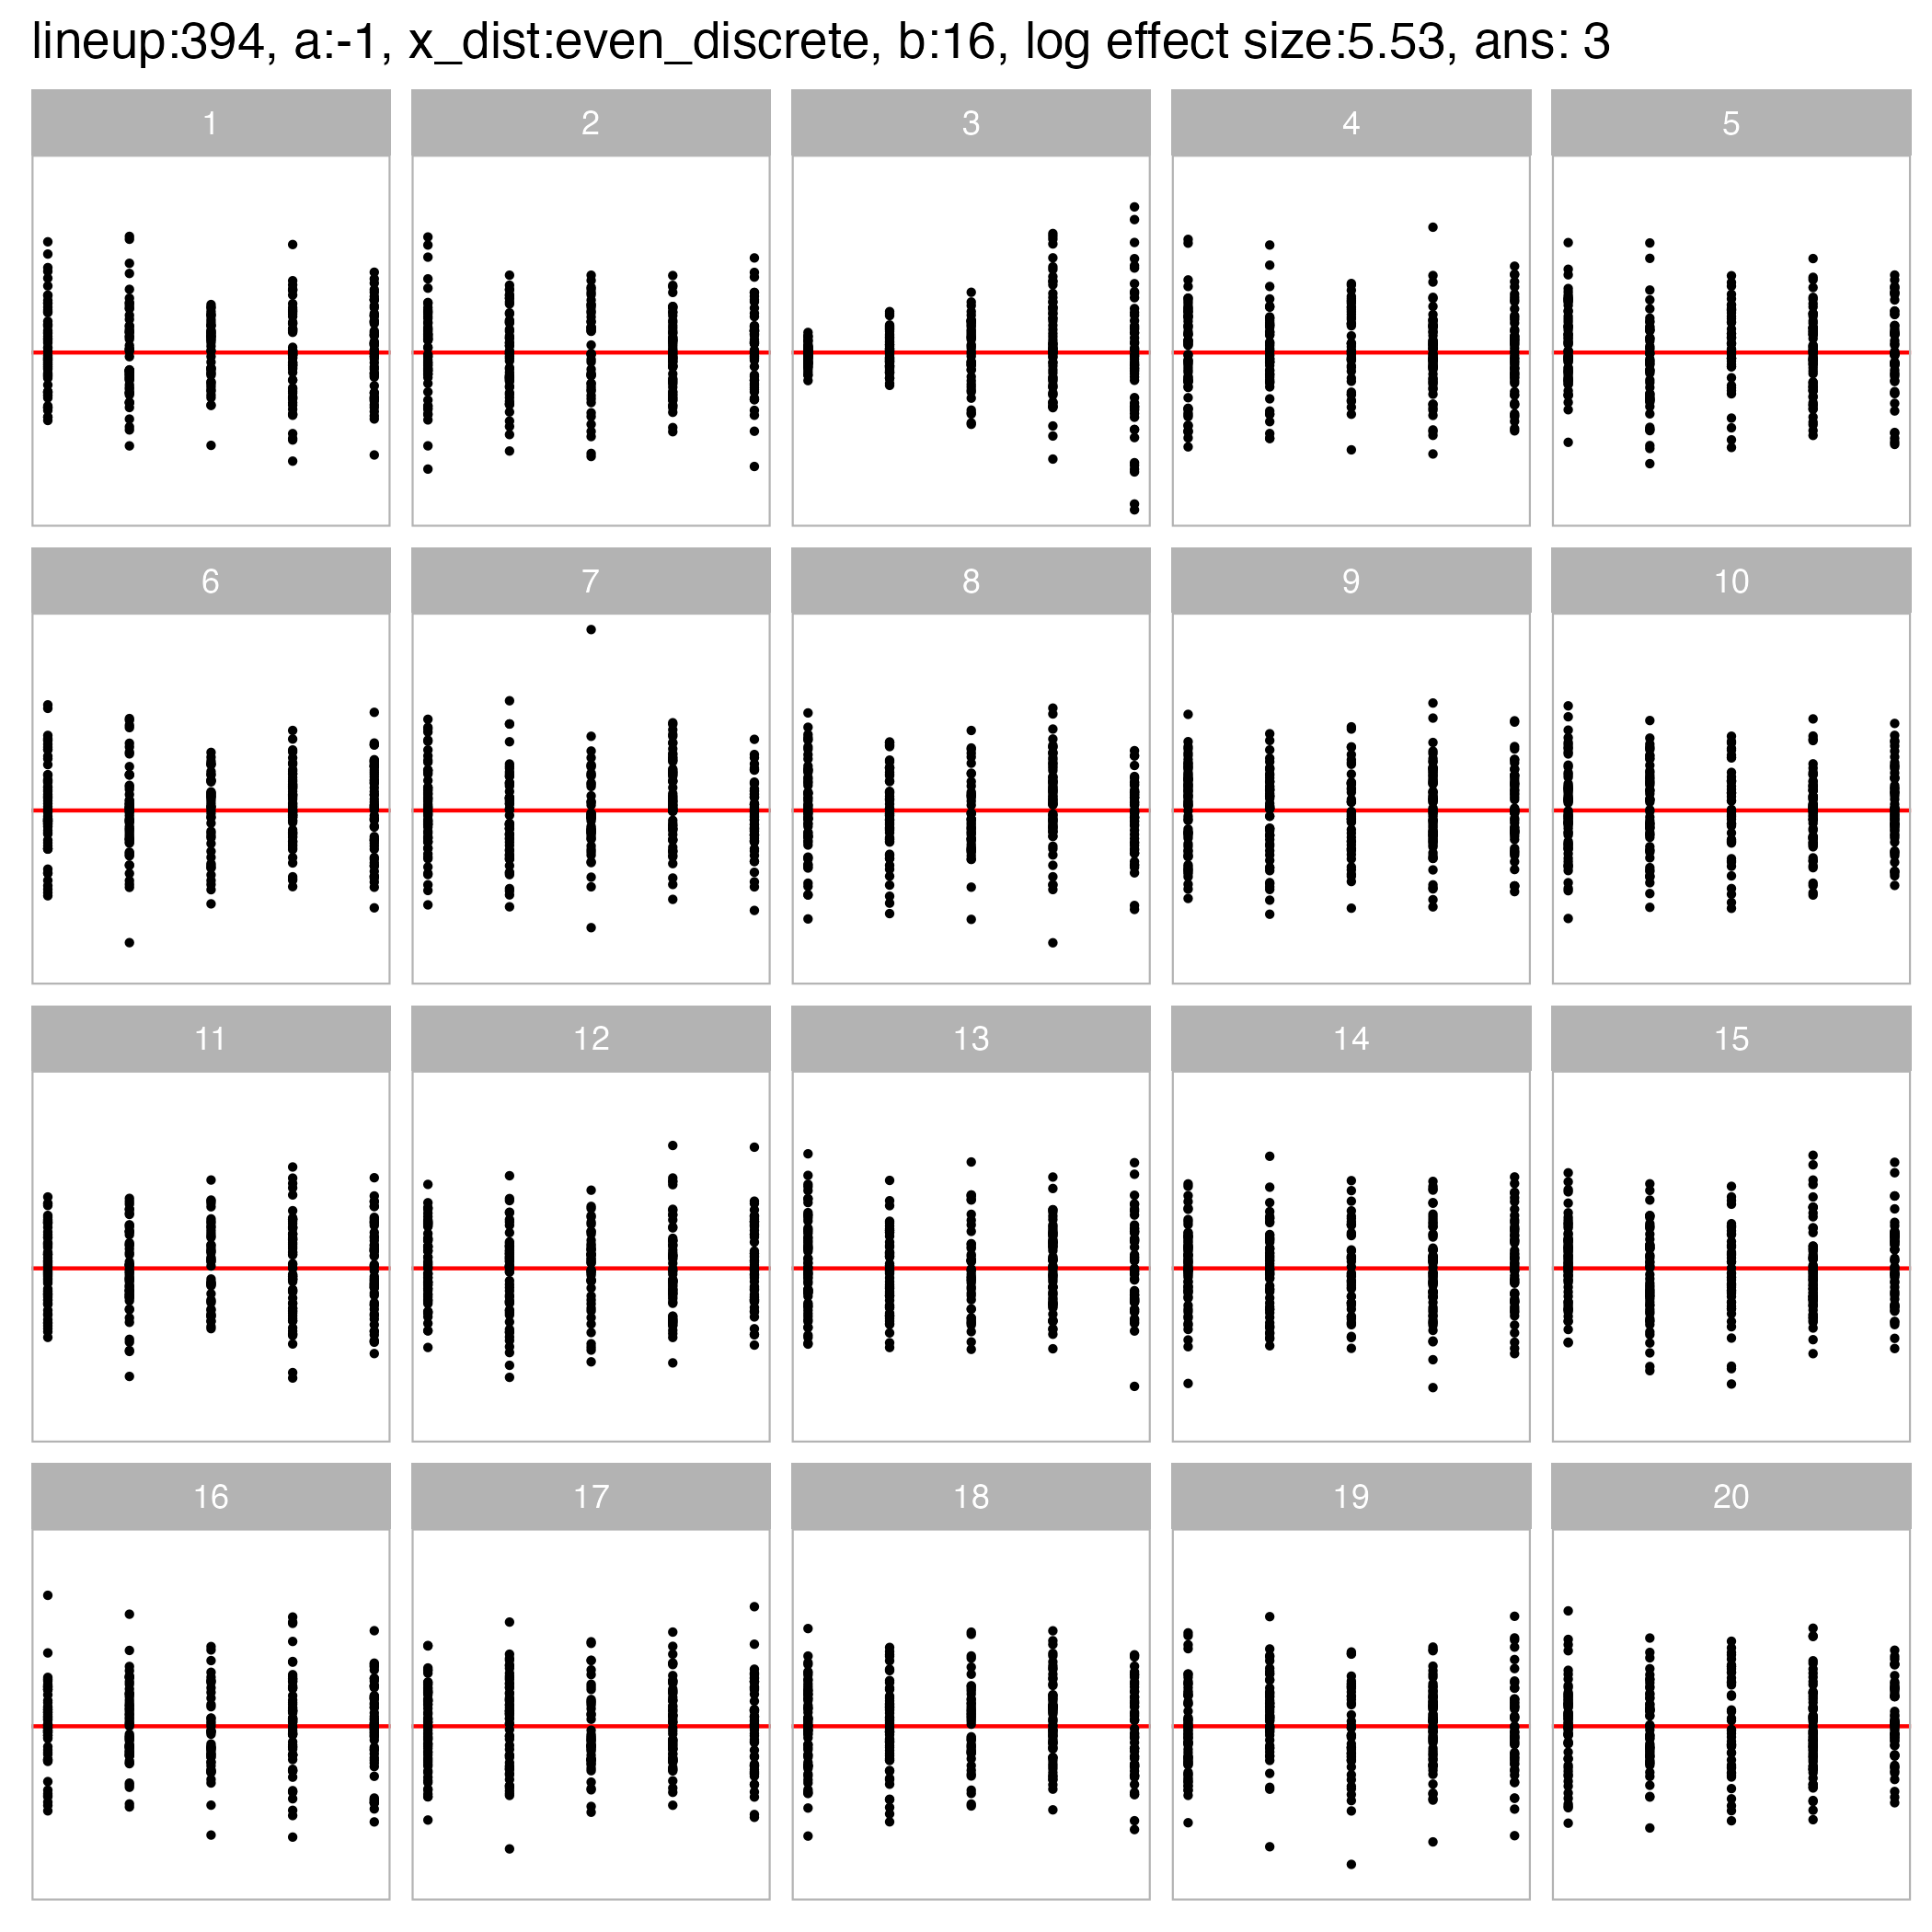 lineup:394, a:-1, x_dist:even_discrete, b:16, log effect size:5.53, ans: 3
1 2 3 4 5
6 7 8 9 10
11 12 13 14 15
16 17 18 19 20